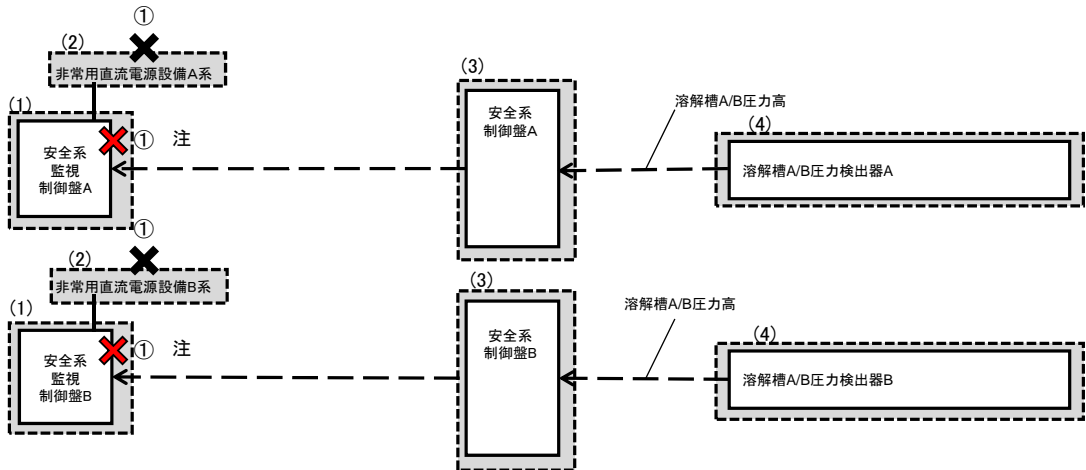 ①
(2)
非常用直流電源設備A系
(1)
安全系
監視
制御盤A
① 注
(3)
安全系
制御盤A
溶解槽A/B圧力高
(4)
溶解槽A/B圧力検出器A
①
(2)
非常用直流電源設備B系
(1)
安全系
監視
制御盤B
① 注
(3)
安全系
制御盤B
溶解槽A/B圧力高
(4)
溶解槽A/B圧力検出器B